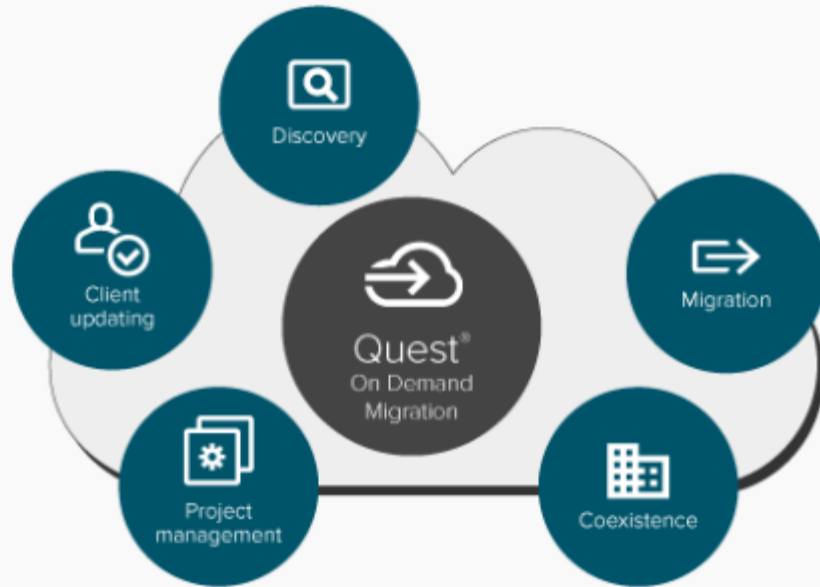 Discovery
Client
updating
Quest®
On Demand
Migration
Migration
Project
management
Coexistence